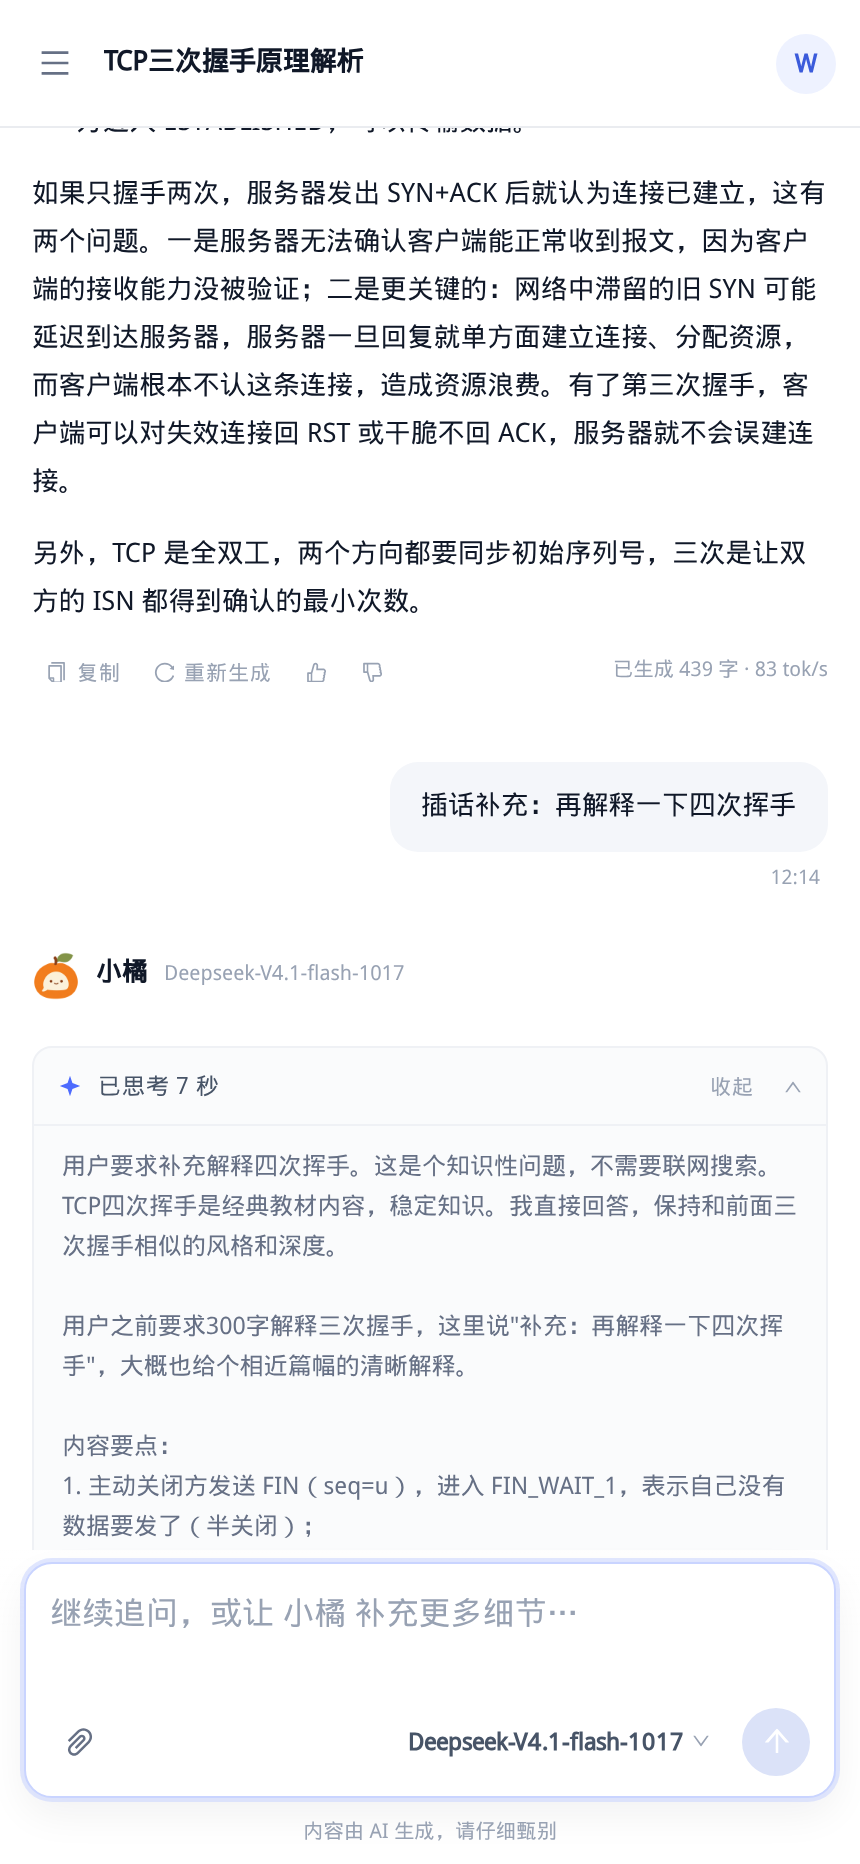 TCP三次握手原理解析
W
如果只握手两次，服务器发出 SYN+ACK 后就认为连接已建立，这有
两个问题。一是服务器无法确认客户端能正常收到报文，因为客户
端的接收能力没被验证；二是更关键的：网络中滞留的旧 SYN 可能
延迟到达服务器，服务器一旦回复就单方面建立连接、分配资源，
而客户端根本不认这条连接，造成资源浪费。有了第三次握手，客
户端可以对失效连接回 RST 或干脆不回 ACK，服务器就不会误建连
接。
另外，TCP 是全双工，两个方向都要同步初始序列号，三次是让双
方的 ISN 都得到确认的最小次数。
复制 重新生成 已生成 439 字 · 83 tok/s
插话补充：再解释一下四次挥手
12:14
小橘 Deepseek-V4.1-flash-1017
已思考 7 秒 收起
用户要求补充解释四次挥手。这是个知识性问题，不需要联网搜索。
TCP四次挥手是经典教材内容，稳定知识。我直接回答，保持和前面三
次握手相似的风格和深度。
用户之前要求300字解释三次握手，这里说"补充：再解释一下四次挥
手"，大概也给个相近篇幅的清晰解释。
内容要点：
1. 主动关闭方发送 FIN（seq=u），进入 FIN_WAIT_1，表示自己没有
数据要发了（半关闭）；
继续追问，或让 小橘 补充更多细节…
Deepseek-V4.1-flash-1017
内容由 AI 生成，请仔细甄别